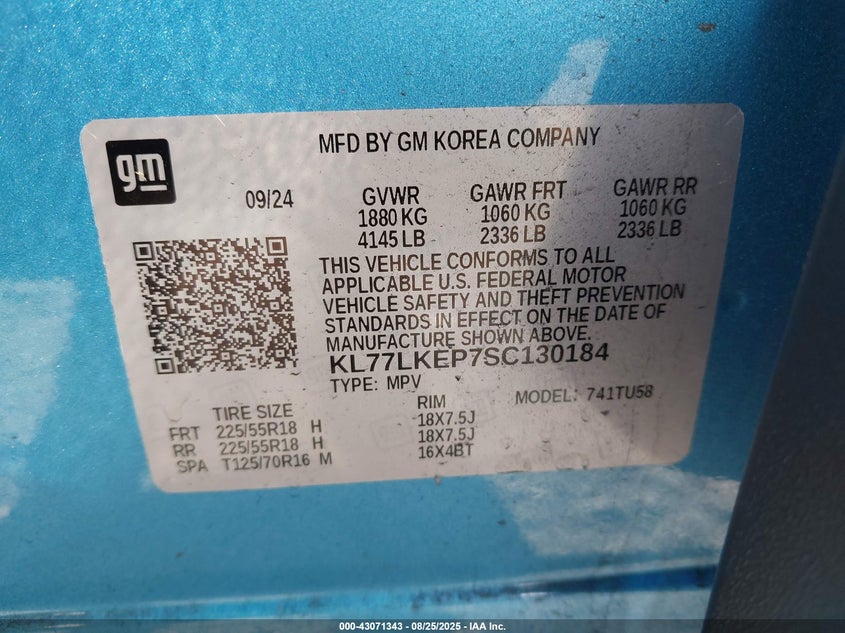 gm
MFD BY GM KOREA COMPANY
09/24
GVWR GAWR FRT GAWR RR
1880 KG 1060 KG 1060 KG
4145 LB 2336 LB 2336 LB
THIS VEHICLE CONFORMS TO ALL
APPLICABLE U.S. FEDERAL MOTOR
VEHICLE SAFETY AND THEFT PREVENTION
STANDARDS IN EFFECT ON THE DATE OF
MANUFACTURE SHOWN ABOVE.
KL77LKEP7SC130184
TYPE: MPV MODEL: 741TU58
TIRE SIZE RIM
FRT 225/55R18 H 18X7.5J
RR 225/55R18 H 18X7.5J
SPA T125/70R16 M 16X4BT
000-43071343 | 08/25/2025 - IAA Inc.